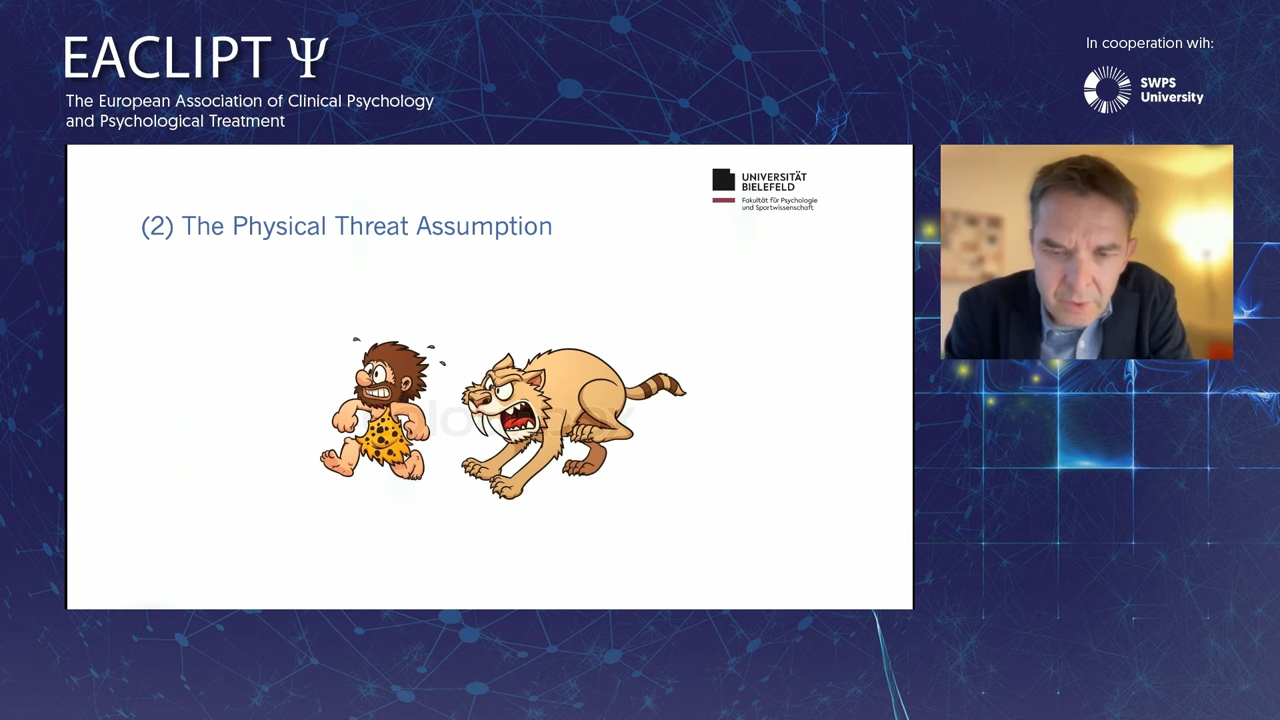 EACLIPT Ψ
The European Association of Clinical Psychology
and Psychological Treatment
In cooperation wih:
SWPS
University
UNIVERSITÄT
BIELEFELD
Fakultät für Psychologie
und Sportwissenschaft
(2) The Physical Threat Assumption